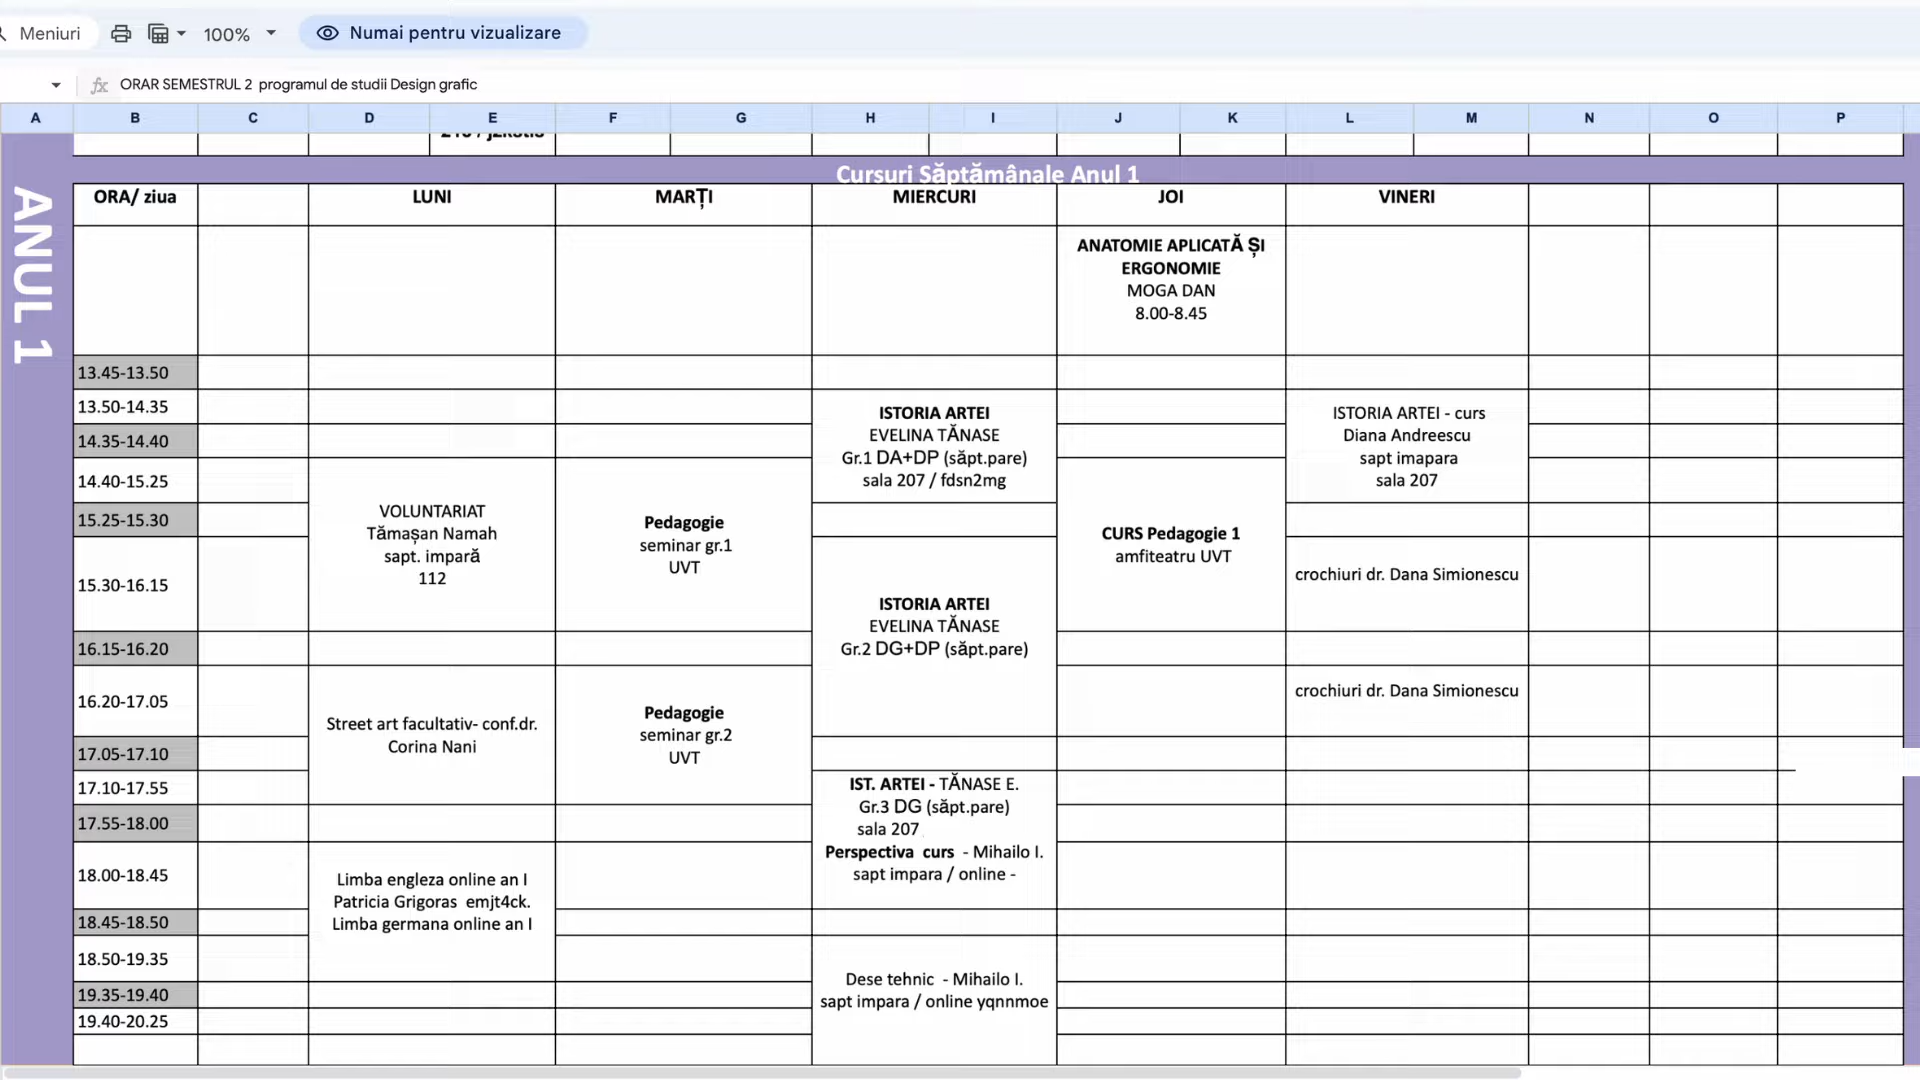 Meniuri
100%
Numai pentru vizualizare
ORAR SEMESTRUL 2 programul de studii Design grafic
A B C D E F G H I J K L M N O P
ANUL 1
Cursuri Săptămânale Anul 1
ORA/ ziua LUNI MARȚI MIERCURI JOI VINERI
ANATOMIE APLICATĂ ȘI
ERGONOMIE
MOGA DAN
8.00-8.45
13.45-13.50
13.50-14.35
14.35-14.40
14.40-15.25
15.25-15.30
15.30-16.15
16.15-16.20
16.20-17.05
17.05-17.10
17.10-17.55
17.55-18.00
18.00-18.45
18.45-18.50
18.50-19.35
19.35-19.40
19.40-20.25
VOLUNTARIAT
Tămașan Namah
sapt. impară
112
Street art facultativ- conf.dr.
Corina Nani
Limba engleza online an I
Patricia Grigoras emjt4ck.
Limba germana online an I
Pedagogie
seminar gr.1
UVT
Pedagogie
seminar gr.2
UVT
ISTORIA ARTEI
EVELINA TĂNASE
Gr.1 DA+DP (săpt.pare)
sala 207 / fdsn2mg
ISTORIA ARTEI
EVELINA TĂNASE
Gr.2 DG+DP (săpt.pare)
IST. ARTEI - TĂNASE E.
Gr.3 DG (săpt.pare)
sala 207
Perspectiva curs - Mihailo I.
sapt impara / online -
Dese tehnic - Mihailo I.
sapt impara / online yqnnmoe
CURS Pedagogie 1
amfiteatru UVT
ISTORIA ARTEI - curs
Diana Andreescu
sapt imapara
sala 207
crochiuri dr. Dana Simionescu
crochiuri dr. Dana Simionescu